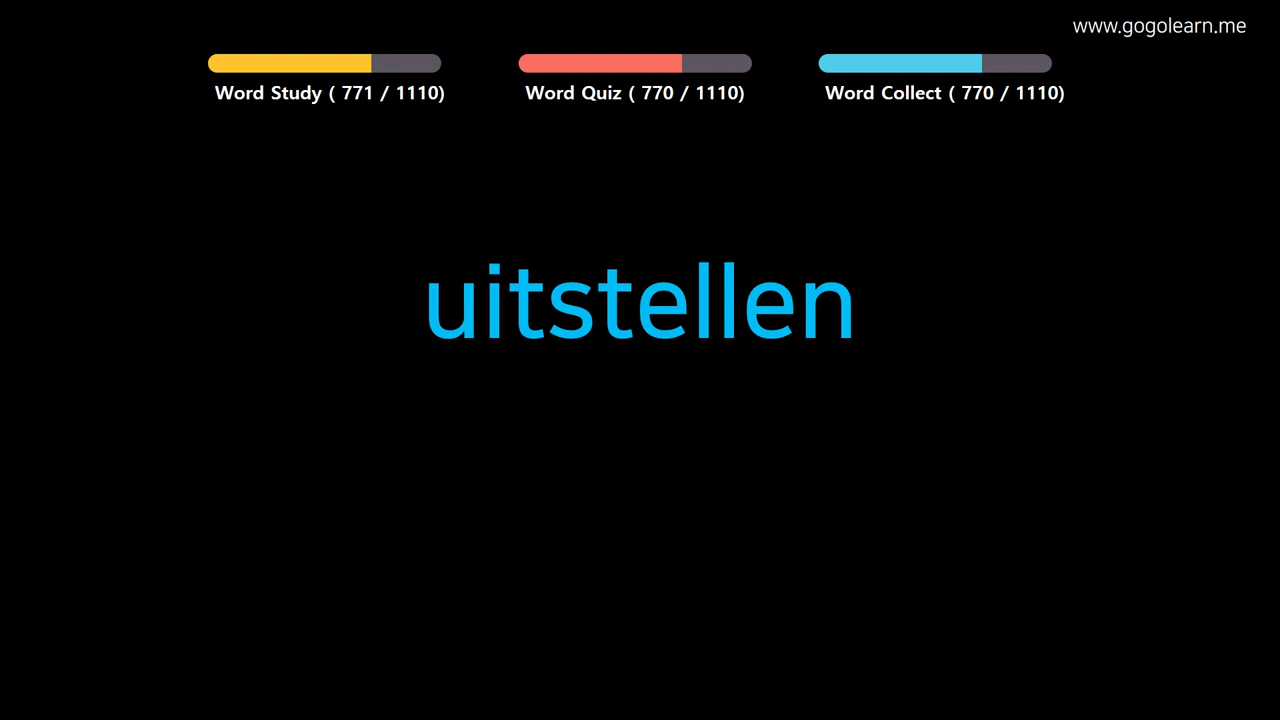 www.gogolearn.me
Word Study ( 771 / 1110)
Word Quiz ( 770 / 1110)
Word Collect ( 770 / 1110)
uitstellen